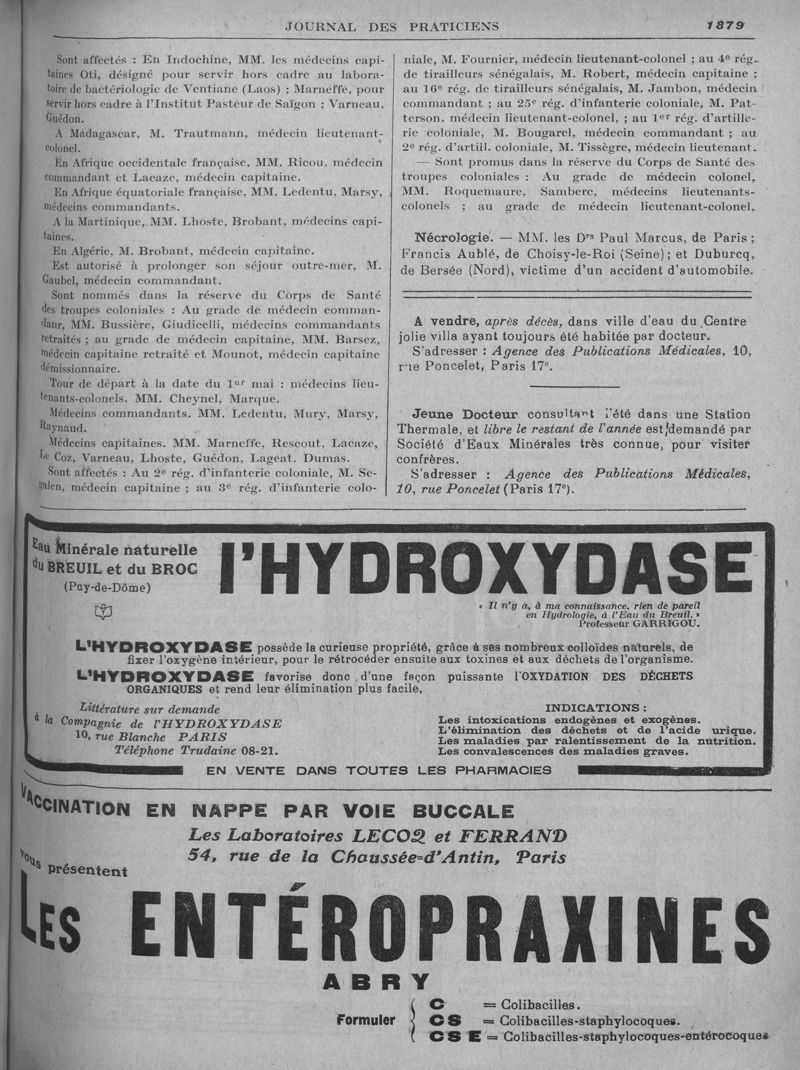 JOURNAL DES PRATICIENS 1379
Sont affectés : En Indochine, MM. les médecins capi-
taines Oti, désigné pour servir hors cadre au labora-
toire de bactériologie de Ventiane (Laos) ; Marneffe, pour
servir hors cadre à l'Institut Pasteur de Saïgon ; Varneau,
Guédon.
A Madagascar, M. Trautmann, médecin lieutenant-
colonel.
En Afrique occidentale française, MM. Ricou, médecin
commandant et Lacaze, médecin capitaine.
En Afrique équatoriale française, MM. Ledentu, Marsy,
médecins commandants.
A la Martinique, MM. Lhoste, Brobant, médecins capi-
taines.
En Algérie, M. Brobant, médecin capitaine.
Est autorisé à prolonger son séjour outre-mer, M.
Gaubel, médecin commandant.
Sont nommés dans la réserve du Corps de Santé
des troupes coloniales : Au grade de médecin comman-
danr, MM. Bussière, Giudicelli, médecins commandants
retraités ; au grade de médecin capitaine, MM. Barsez,
médecin capitaine retraité et Mounot, médecin capitaine
démissionnaire.
Tour de départ à la date du 1er mai : médecins lieu-
tenants-colonels. MM. Cheynel, Marque.
Médecins commandants. MM. Ledentu, Mury, Marsy,
Raynaud.
Médecins capitaines. MM. Marneffe, Rescout, Lacaze,
Le Coz, Varneau, Lhoste, Guédon, Lageat. Dumas.
Sont affectés : Au 2e rég. d'infanterie coloniale, M. Se-
galen, médecin capitaine ; au 3e rég. d'infanterie colo-
niale, M. Fournier, médecin lieutenant-colonel ; au 4e rég.
de tirailleurs sénégalais, M. Robert, médecin capitaine ;
au 16e rég. de tirailleurs sénégalais, M. Jambon, médecin
commandant ; au 25e rég. d'infanterie coloniale, M. Pat-
terson, médecin lieutenant-colonel, ; au 1er rég. d'artille-
rie coloniale, M. Bougarel, médecin commandant ; au
2e rég. d'artill. coloniale, M. Tissègre, médecin lieutenant.
— Sont promus dans la réserve du Corps de Santé des
troupes coloniales : Au grade de médecin colonel,
MM. Roquemaure, Samberc, médecins lieutenants-
colonels ; au grade de médecin lieutenant-colonel,
Nécrologie. — MM. les Drs Paul Marcus, de Paris ;
Francis Aublé, de Choisy-le-Roi (Seine) ; et Duburcq,
de Bersée (Nord), victime d'un accident d'automobile.
A vendre, après décès, dans ville d'eau du Centre
jolie villa ayant toujours été habitée par docteur.
S'adresser : Agence des Publications Médicales, 10,
rue Poncelet, Paris 17e.
Jeune Docteur consultant l'été dans une Station
Thermale, et libre le restant de l'année est demandé par
Société d'Eaux Minérales très connue, pour visiter
confrères.
S'adresser : Agence des Publications Médicales,
10, rue Poncelet (Paris 17e).
Eau Minérale naturelle
du BREUIL et du BROC
(Puy-de-Dôme)
l'HYDROXYDASE
« Il n'y a, à ma connaissance, rien de pareil
en Hydrologie, à l'Eau du Breuil. »
Professeur GARRIGOU.
L'HYDROXYDASE possède la curieuse propriété, grâce à ses nombreux colloïdes naturels, de
fixer l'oxygène intérieur, pour le rétrocéder ensuite aux toxines et aux déchets de l'organisme.
L'HYDROXYDASE favorise donc d'une façon puissante l'OXYDATION DES DÉCHETS
ORGANIQUES et rend leur élimination plus facile,
Littérature sur demande
à la Compagnie de l'HYDROXYDASE
10, rue Blanche PARIS
Téléphone Trudaine 08-21.
INDICATIONS :
Les intoxications endogènes et exogènes.
L'élimination des déchets et de l'acide urique.
Les maladies par ralentissement de la nutrition.
Les convalescences des maladies graves.
EN VENTE DANS TOUTES LES PHARMACIES
VACCINATION EN NAPPE PAR VOIE BUCCALE
Les Laboratoires LECOQ et FERRAND
54, rue de la Chaussée-d'Antin, Paris
vous présentent
LES ENTÉROPRAXINES
ABRY
Formuler
C = Colibacilles.
CS = Colibacilles-staphylocoques.
CSE = Colibacilles-staphylocoques-entérocoques